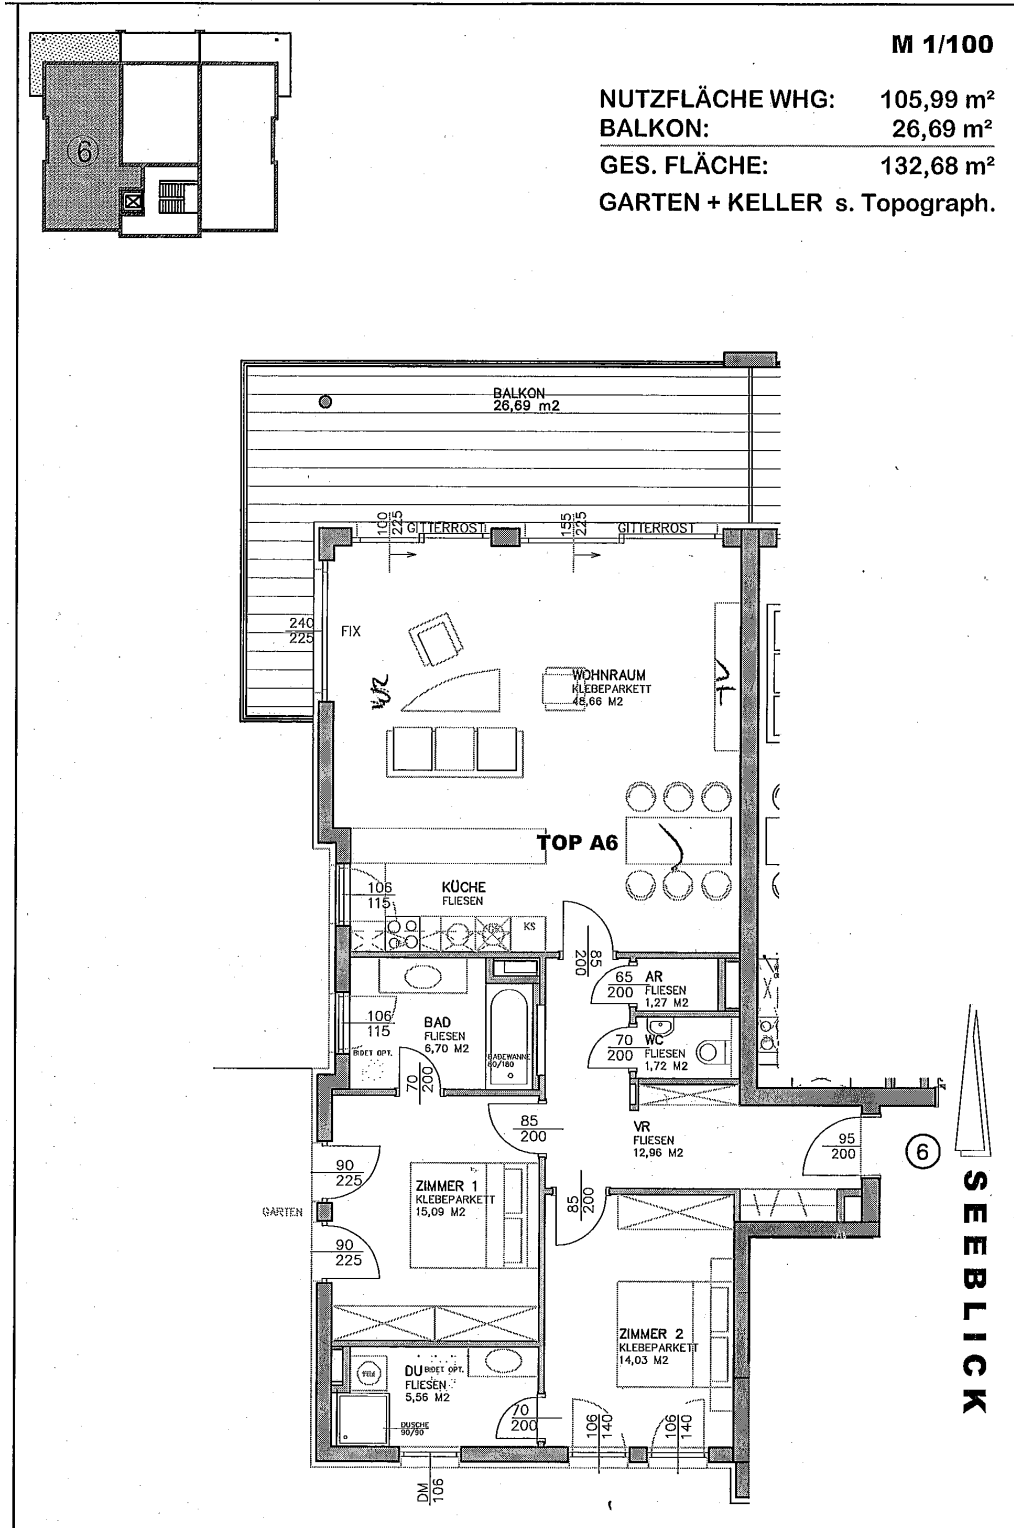 M 1/100
NUTZFLÄCHE WHG: 105,99 m²
BALKON: 26,69 m²
GES. FLÄCHE: 132,68 m²
GARTEN + KELLER s. Topograph.
6
BALKON
26,69 m2
100
225
GITTERROST
155
225
GITTERROST
240
225
FIX
WOHNRAUM
KLEBEPARKETT
48,66 M2
TOP A6
106
115
KÜCHE
FLIESEN
KS
85
200
65
200
AR
FLIESEN
1,27 M2
106
115
BAD
FLIESEN
6,70 M2
BIDET OPT.
BADEWANNE
80/180
70
200
70
200
WC
FLIESEN
1,72 M2
85
200
VR
FLIESEN
12,96 M2
95
200
6
90
225
ZIMMER 1
KLEBEPARKETT
15,09 M2
85
200
GARTEN
90
225
ZIMMER 2
KLEBEPARKETT
14,03 M2
DU
BIDET OPT.
FLIESEN
5,56 M2
DUSCHE
90/90
70
200
106
140
106
140
DM
106
SEEBLICK